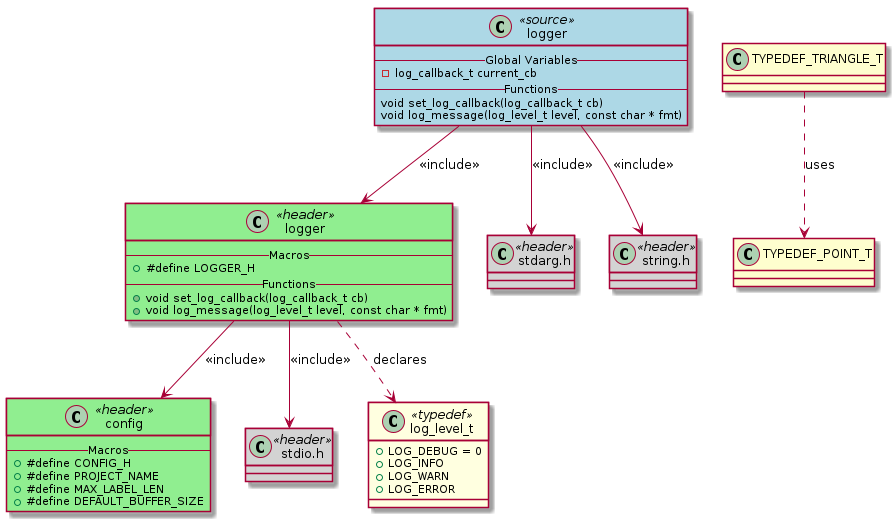 C
«source»
logger
Global Variables
log_callback_t current_cb
Functions
void set_log_callback(log_callback_t cb)
void log_message(log_level_t level, const char * fmt)
C
TYPEDEF_TRIANGLE_T
«include»
«include»
«include»
uses
C
«header»
logger
Macros
#define LOGGER_H
Functions
void set_log_callback(log_callback_t cb)
void log_message(log_level_t level, const char * fmt)
C
«header»
stdarg.h
C
«header»
string.h
C
TYPEDEF_POINT_T
«include»
«include»
declares
C
«header»
config
Macros
#define CONFIG_H
#define PROJECT_NAME
#define MAX_LABEL_LEN
#define DEFAULT_BUFFER_SIZE
C
«header»
stdio.h
C
«typedef»
log_level_t
LOG_DEBUG = 0
LOG_INFO
LOG_WARN
LOG_ERROR